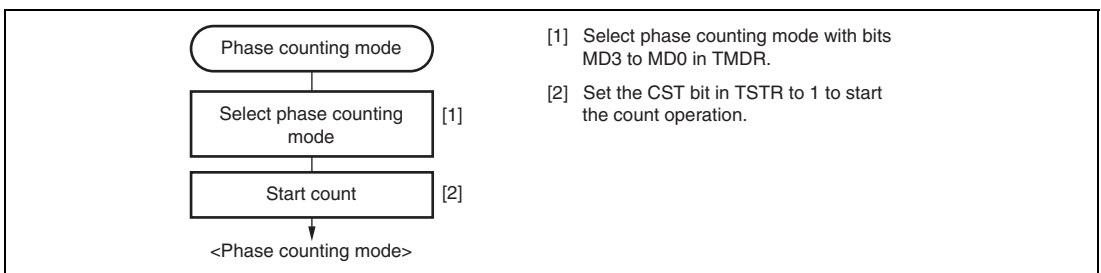 Phase counting mode
Select phase counting
mode
[1]
Start count
[2]
<Phase counting mode>
[1] Select phase counting mode with bits
MD3 to MD0 in TMDR.
[2] Set the CST bit in TSTR to 1 to start
the count operation.